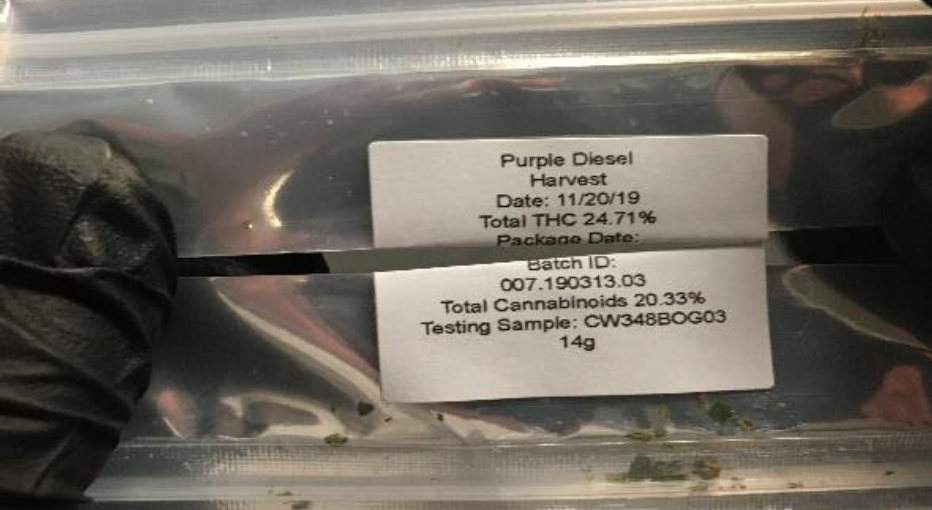 Purple Diesel
Harvest
Date: 11/20/19
Total THC 24.71%
Package Date:
Batch ID:
007.190313.03
Total Cannabinoids 20.33%
Testing Sample: CW348BOG03
14g